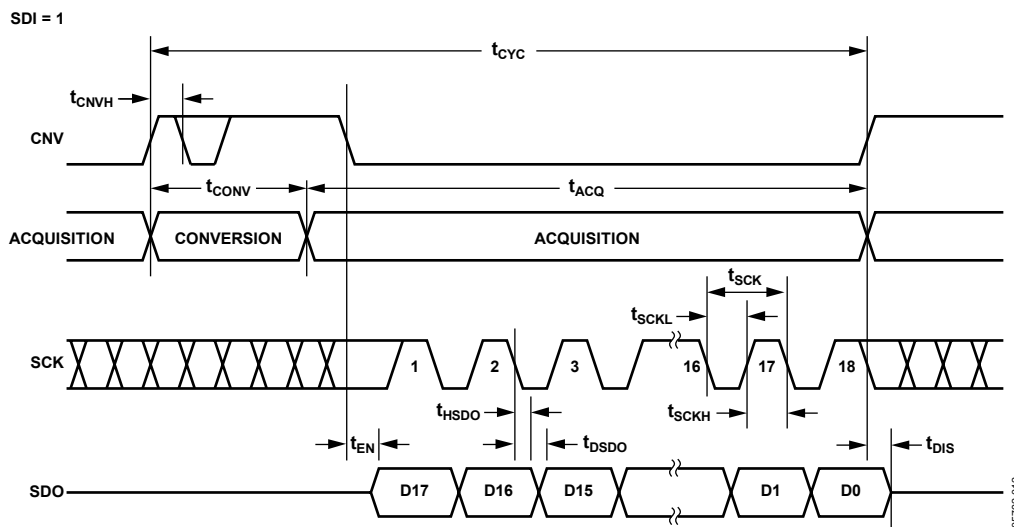 SDI = 1
tCYC
tCNVH
CNV
tCONV
tACQ
ACQUISITION
CONVERSION
ACQUISITION
tSCK
tSCKL
SCK
1
2
3
16
17
18
tHSDO
tSCKH
tEN
tDSDO
tDIS
SDO
D17
D16
D15
D1
D0